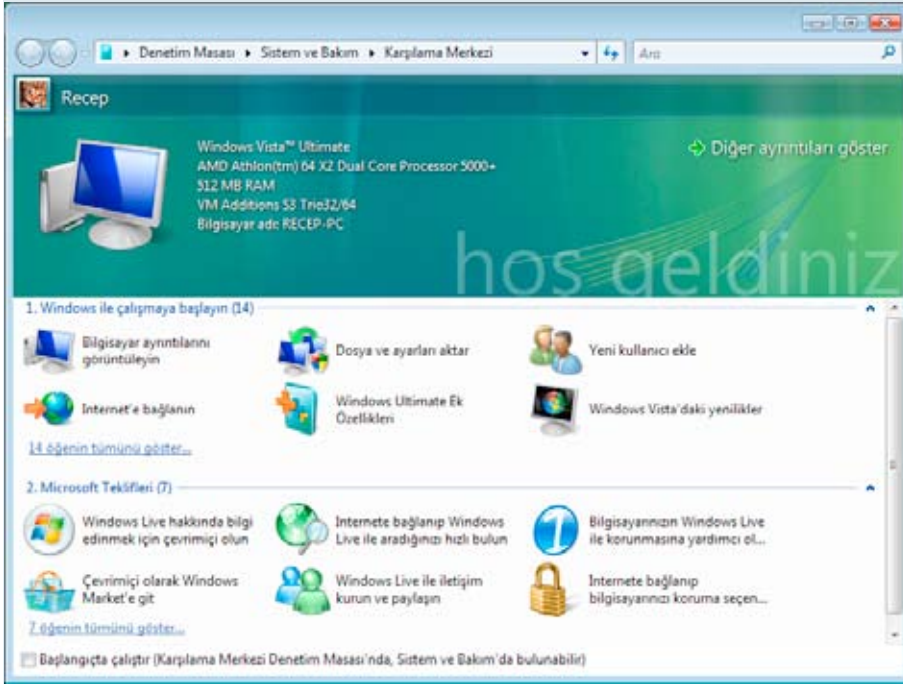 Denetim Masası ▸ Sistem ve Bakım ▸ Karşılama Merkezi
Ara
Recep
Windows Vista™ Ultimate
AMD Athlon(tm) 64 X2 Dual Core Processor 5000+
512 MB RAM
VM Additions S3 Trio32/64
Bilgisayar adı: RECEP-PC
Diğer ayrıntıları göster
hoş geldiniz
1. Windows ile çalışmaya başlayın (14)
Bilgisayar ayrıntılarını
görüntüleyin
Dosya ve ayarları aktar
Yeni kullanıcı ekle
Internet'e bağlanın
Windows Ultimate Ek
Özellikleri
Windows Vista'daki yenilikler
14 öğenin tümünü göster...
2. Microsoft Teklifleri (7)
Windows Live hakkında bilgi
edinmek için çevrimiçi olun
Internete bağlanıp Windows
Live ile aradığınızı hızlı bulun
Bilgisayarınızın Windows Live
ile korunmasına yardımcı ol...
Çevrimiçi olarak Windows
Market'e git
Windows Live ile iletişim
kurun ve paylaşın
Internete bağlanıp
bilgisayarınızı koruma seçen...
7 öğenin tümünü göster...
Başlangıçta çalıştır (Karşılama Merkezi Denetim Masası'nda, Sistem ve Bakım'da bulunabilir)